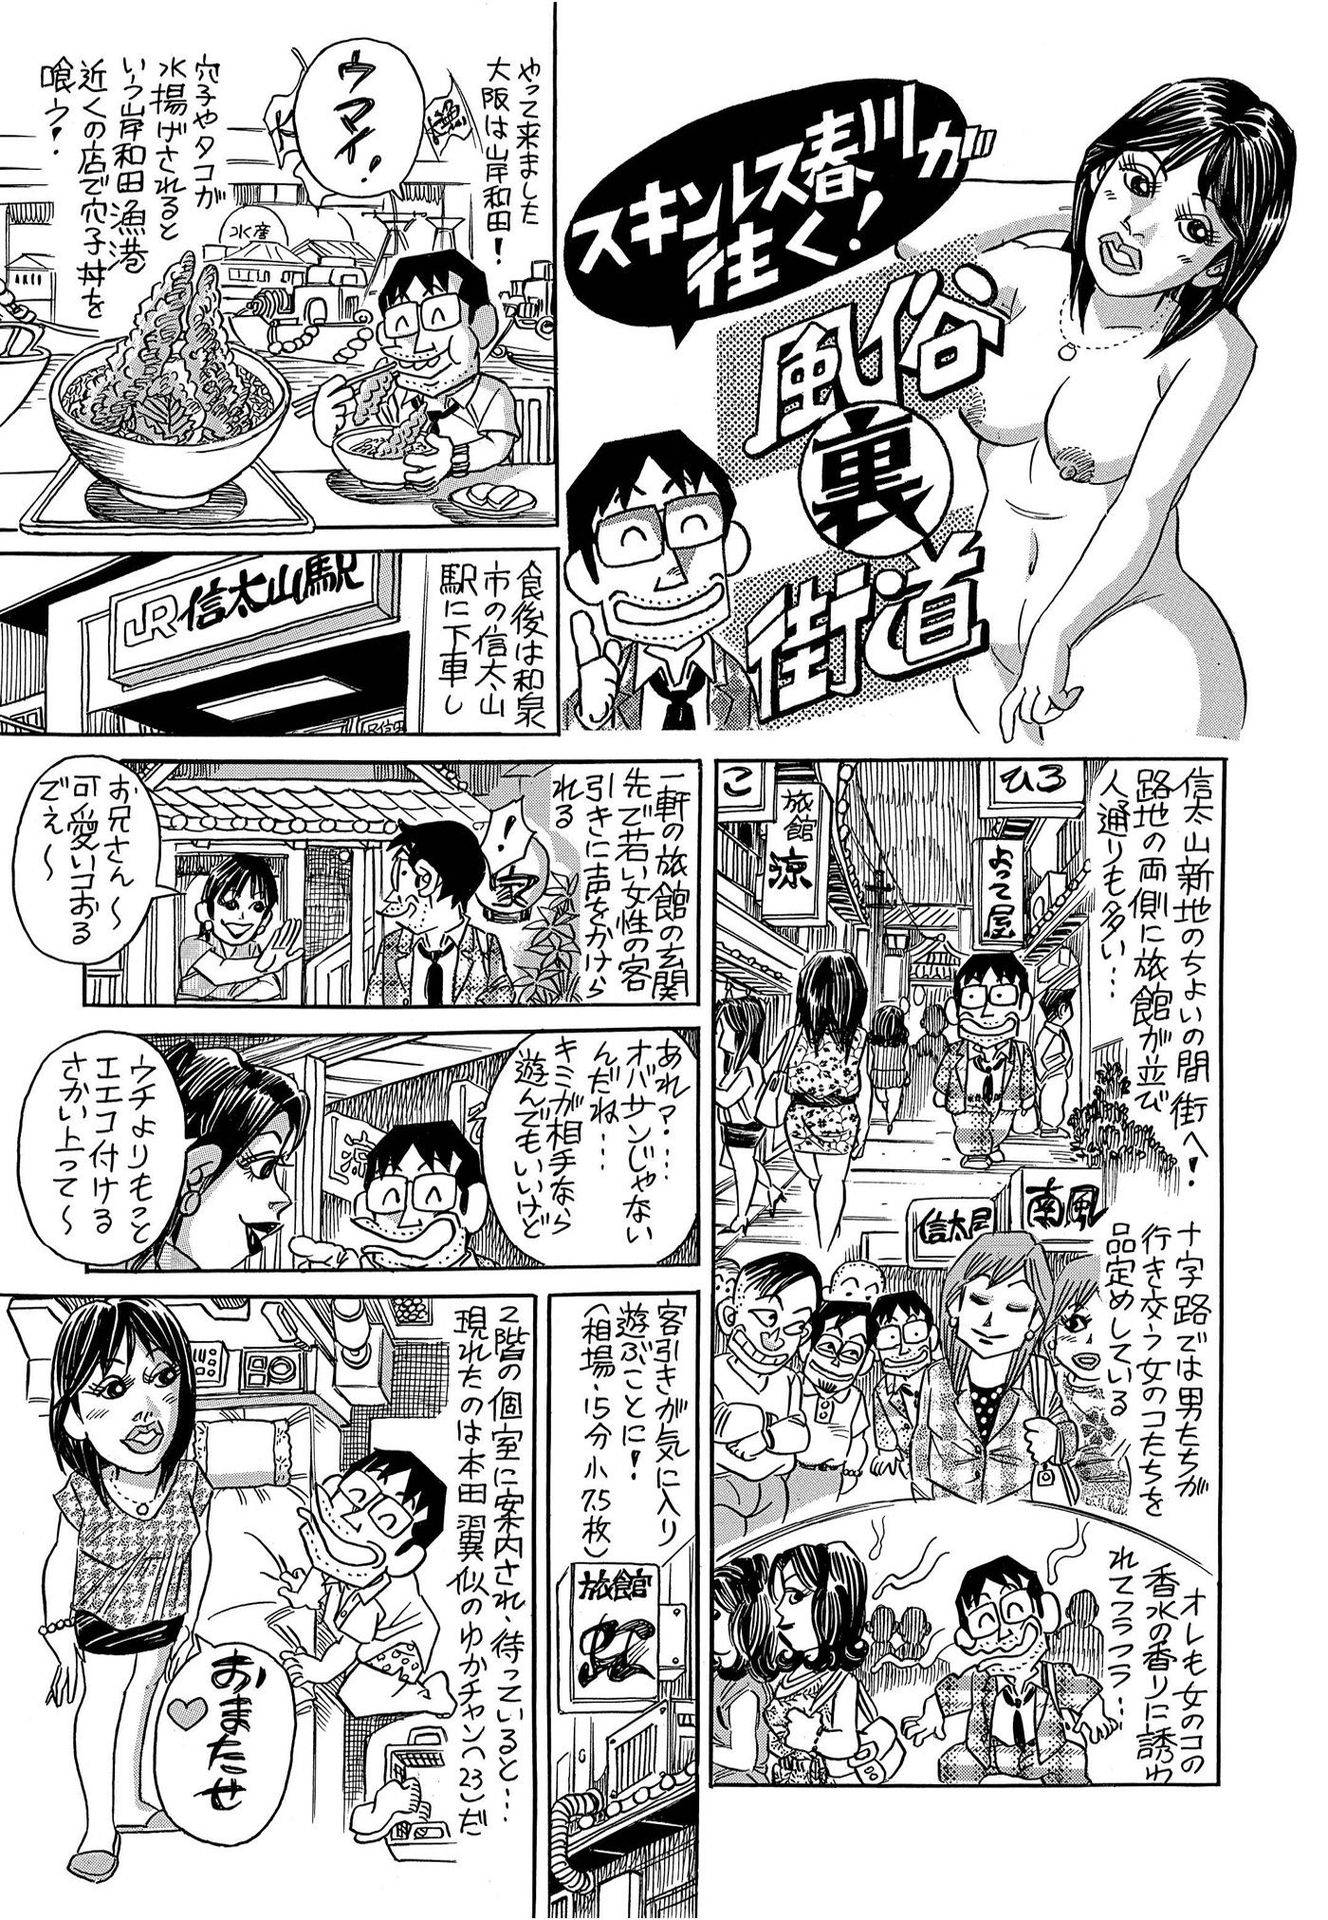 スキンレス春川が
往く!
風俗
裏
街道
やって来ました
大阪は岸和田!
ウマイ!
穴子やタコが
水揚げされると
いう岸和田漁港
近くの店で穴子丼を
喰う!
水産
食後は和泉
市の信太山
駅に下車し
JR信太山駅
信太山新地のちょいの間街へ!
路地の両側に旅館が並び
人通りも多い…
こ
旅館
涼
ひろ
よって屋
十字路では男たちが
行き交う女のコたちを
品定めしている
南風
信太屋
オレも女のコの
香水の香りに誘わ
れてフラフラ…
一軒の旅館の玄関
先で若い女性の客
引きに声をかけら
れる
!
家
お兄さん〜
可愛いコおる
でぇ〜
あれ?…
オバサンじゃない
んだね…
キミが相手なら
遊んでもいいけど
涼
ウチよりもっと
エエコ付ける
さかい上って〜
客引きが気に入り
遊ぶことに!
(相場・15分小7.5枚)
旅館
虹
2階の個室に案内され、待っていると…
現れたのは本田翼似のゆかチャン(23)だ
おまたせ